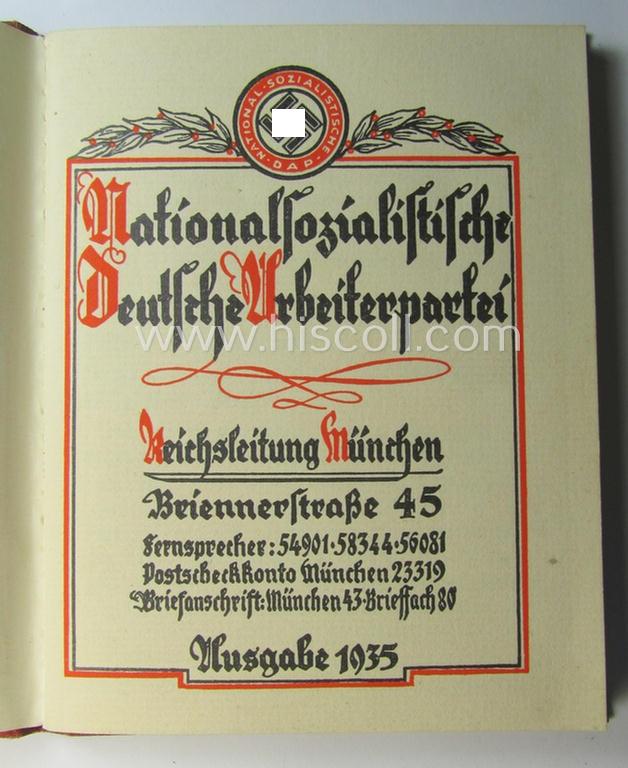 NATIONAL-SOZIALISTISCHE
D.A.P.
Nationalsozialistische
Deutsche Arbeiterpartei
www.hiscoll.com
Reichsleitung München
Briennerstraße 45
Fernsprecher: 54901·58344·56081
Postscheckkonto München 23319
Briefanschrift: München 43·Brieffach 80
Ausgabe 1935